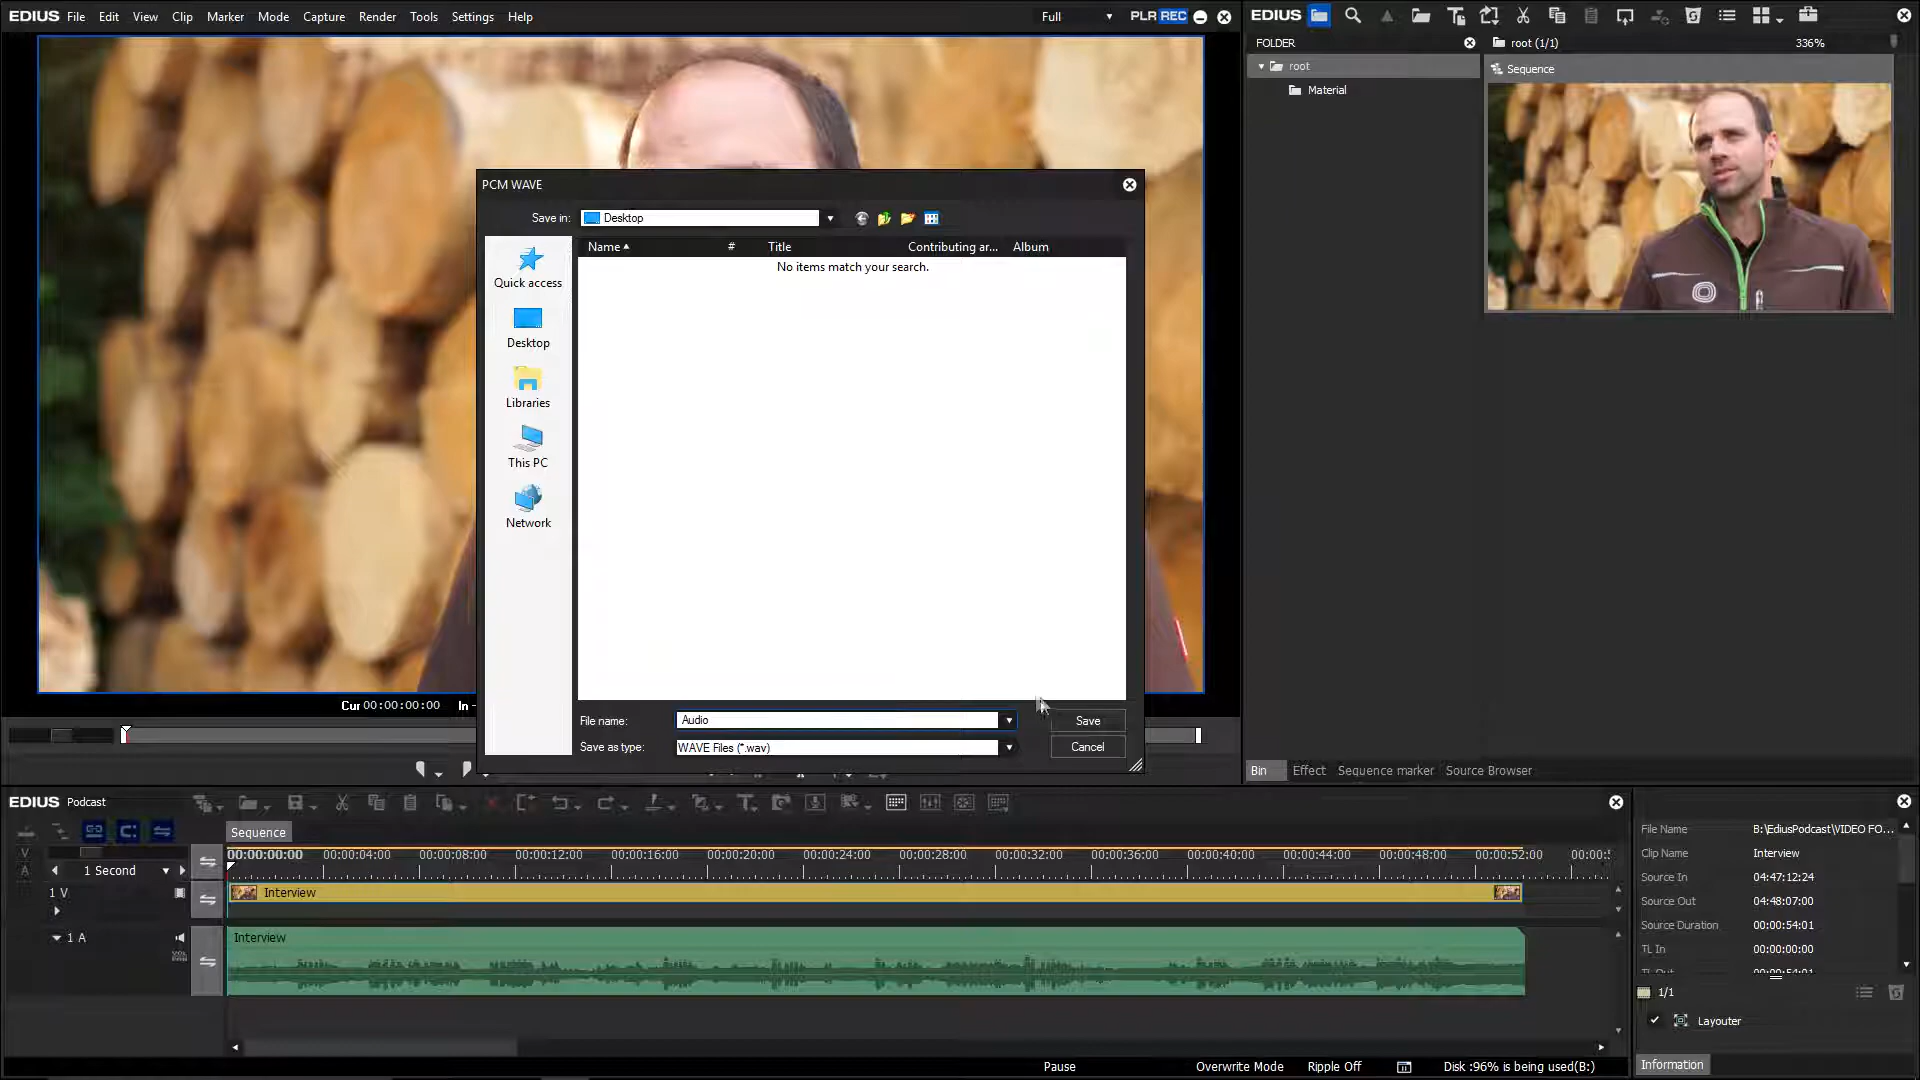 EDIUS File Edit View Clip Marker Mode Capture Render Tools Settings Help Full PLR REC
EDIUS
FOLDER root (1/1) 336%
root
Material
Sequence
PCM WAVE
Save in: Desktop
Name # Title Contributing ar... Album
No items match your search.
Quick access
Desktop
Libraries
This PC
Network
File name: Audio Save
Save as type: WAVE Files (*.wav) Cancel
Cur 00:00:00:00 In
Bin Effect Sequence marker Source Browser
EDIUS Podcast
Sequence
00:00:00:00 00:00:04:00 00:00:08:00 00:00:12:00 00:00:16:00 00:00:20:00 00:00:24:00 00:00:28:00 00:00:32:00 00:00:36:00 00:00:40:00 00:00:44:00 00:00:48:00 00:00:52:00
V
A
1 Second
1 V
Interview
1 A
Interview
File Name B:\EdiusPodcast\VIDEO FO...
Clip Name Interview
Source In 04:47:12:24
Source Out 04:48:07:00
Source Duration 00:00:54:01
TL In 00:00:00:00
TL Out 00:00:54:01
1/1
Layouter
Information
Pause Overwrite Mode Ripple Off Disk :96% is being used(B:)